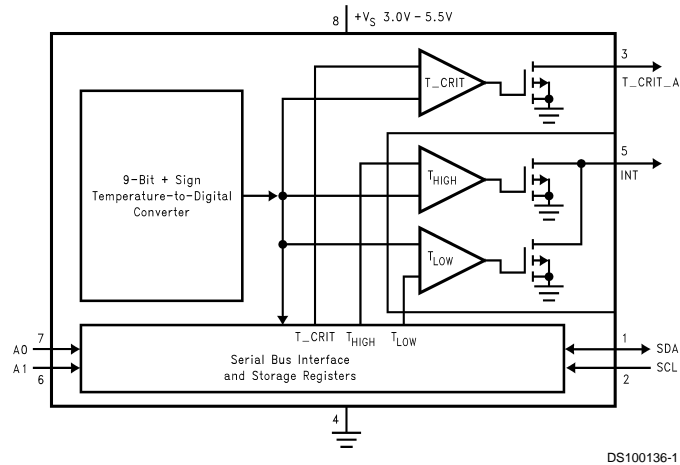 8
+VS 3.0V – 5.5V
T_CRIT
3
T_CRIT_A
9-Bit + Sign
Temperature-to-Digital
Converter
THIGH
5
INT
TLOW
T_CRIT THIGH TLOW
7
A0
A1
6
Serial Bus Interface
and Storage Registers
1
SDA
SCL
2
4
DS100136-1